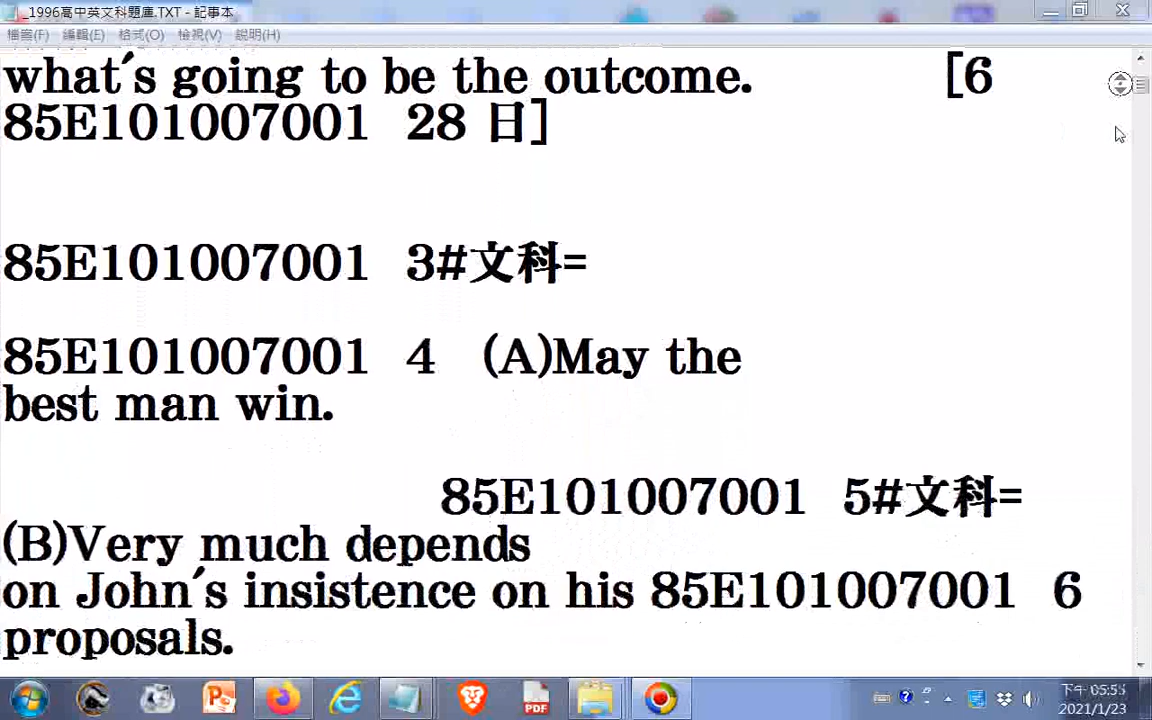 _1996高中英文科題庫.TXT - 記事本
檔案(F) 編輯(E) 格式(O) 檢視(V) 說明(H)
what's going to be the outcome. [6
85E101007001 28 日]
85E101007001 3#文科=
85E101007001 4 (A)May the
best man win.
85E101007001 5#文科=
(B)Very much depends
on John's insistence on his 85E101007001 6
proposals.
PDF
下午 05:55
2021/1/23